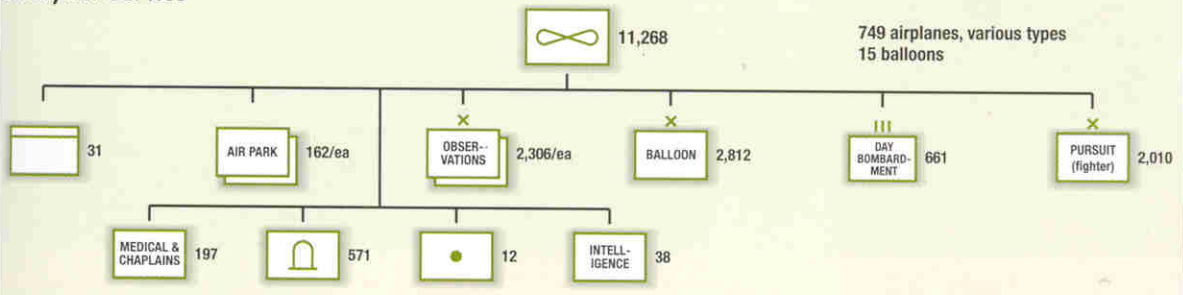 11,268
749 airplanes, various types
15 balloons
31
AIR PARK
162/ea
OBSER-
VATIONS
2,306/ea
BALLOON
2,812
DAY
BOMBARD-
MENT
661
PURSUIT
(fighter)
2,010
MEDICAL &
CHAPLAINS
197
571
12
INTELL-
IGENCE
38